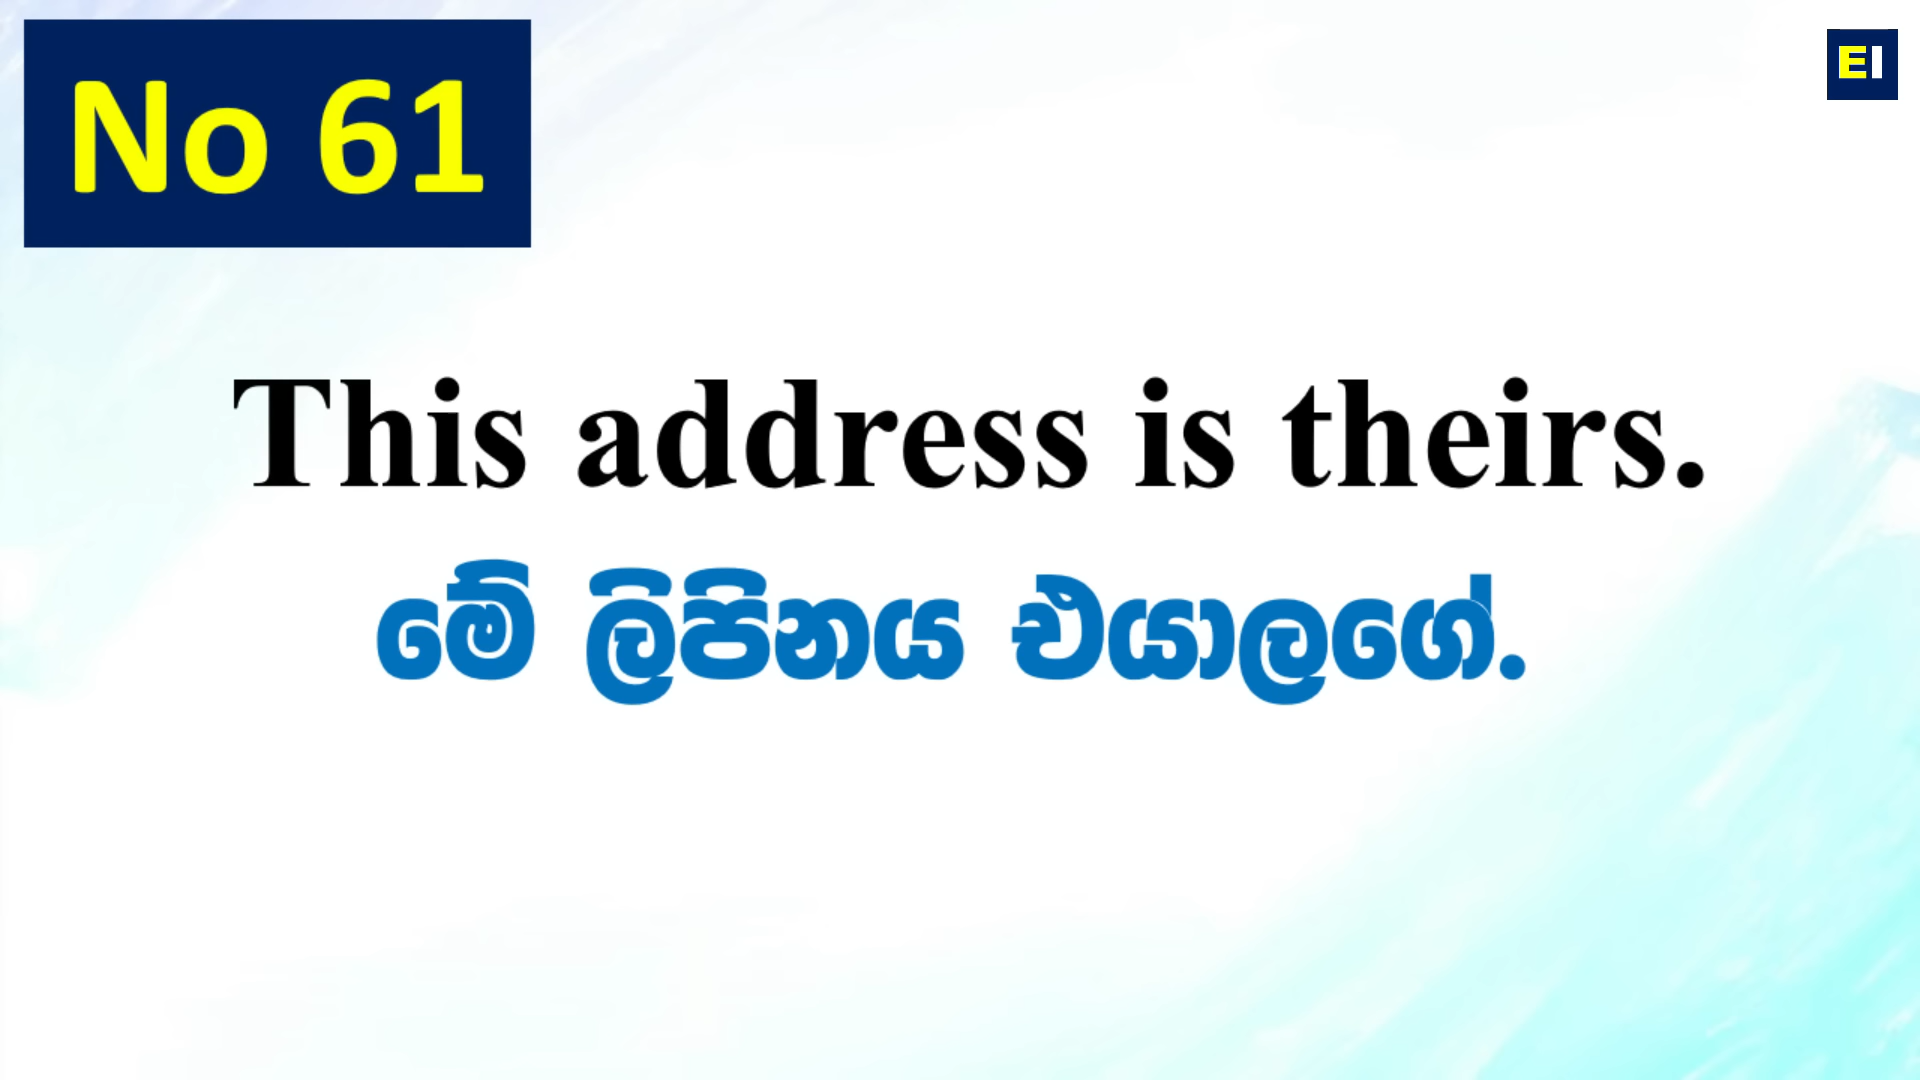 No 61
EI
This address is theirs.
මේ ලිපිනය එයාලගේ.